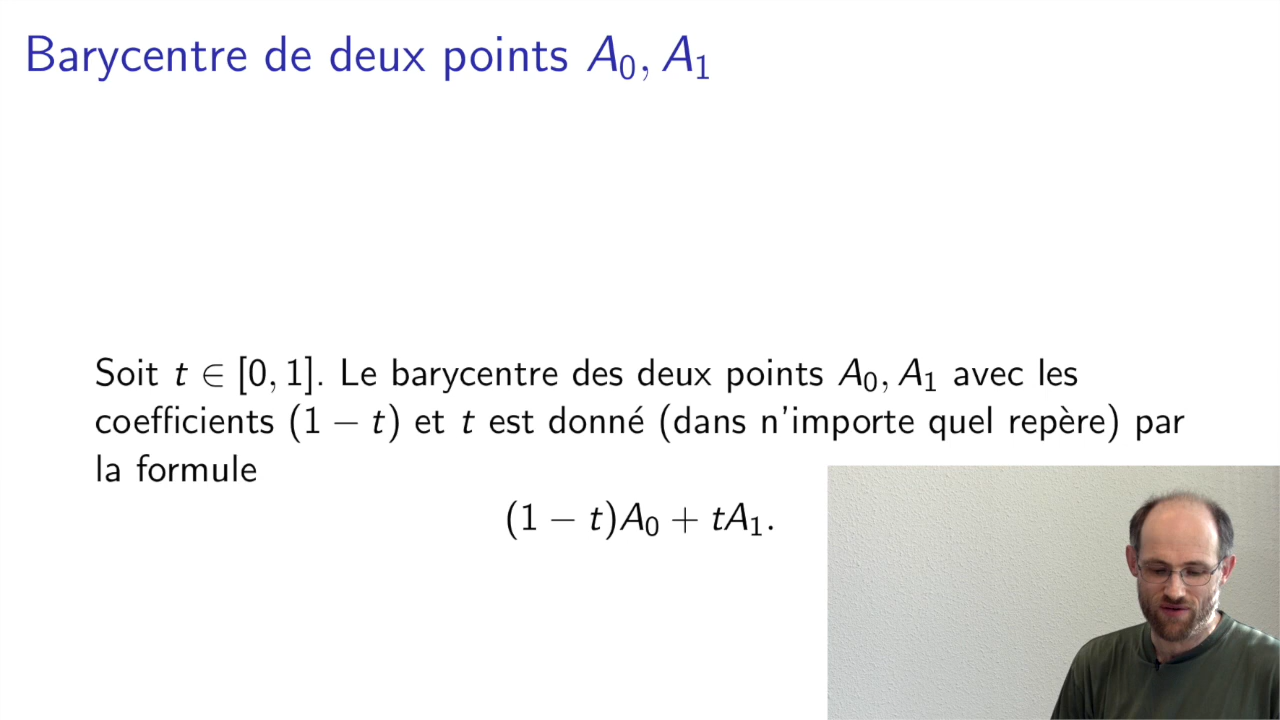 Barycentre de deux points A₀, A₁
Soit t ∈ [0, 1]. Le barycentre des deux points A₀, A₁ avec les
coefficients (1 − t) et t est donné (dans n'importe quel repère) par
la formule
(1 − t)A₀ + tA₁.